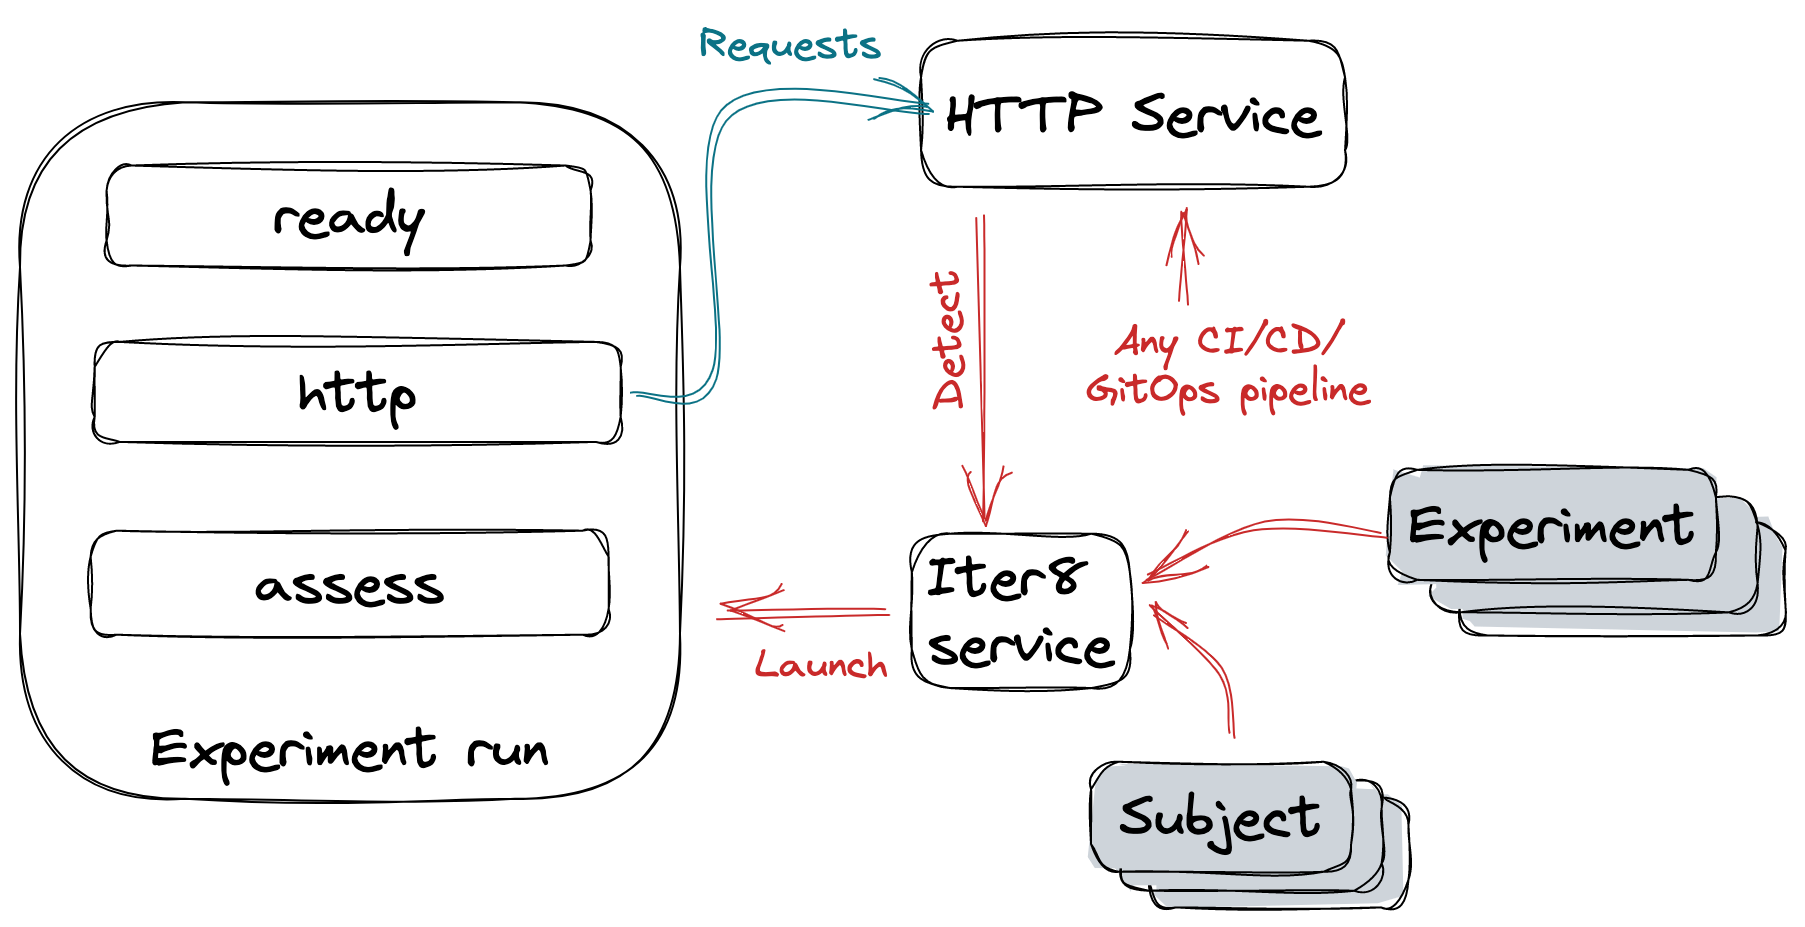 Requests
HTTP Service
ready
http
assess
Experiment run
Detect
Any CI/CD/
GitOps pipeline
Experiment
Iter8
service
Launch
Subject